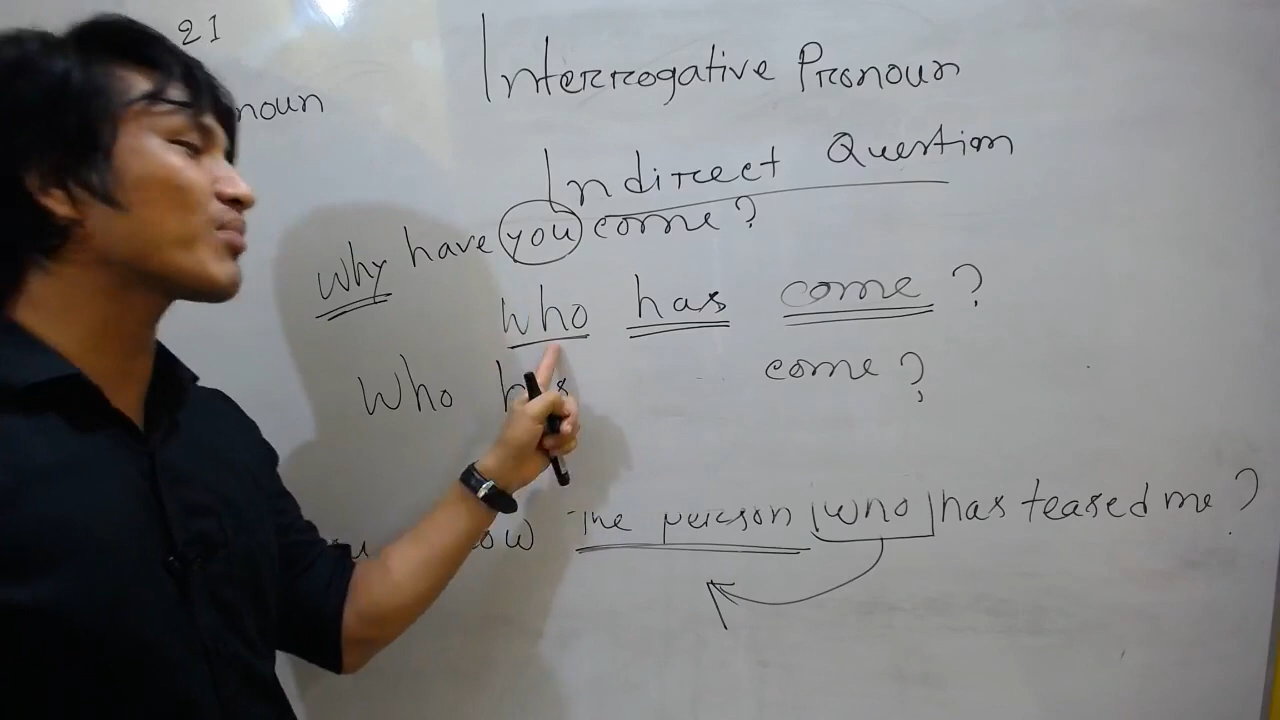 21
noun
Interrogative Pronoun
Indirect Question
Why have you come?
Who has come ?
Who has come ?
the person who has teased me ?